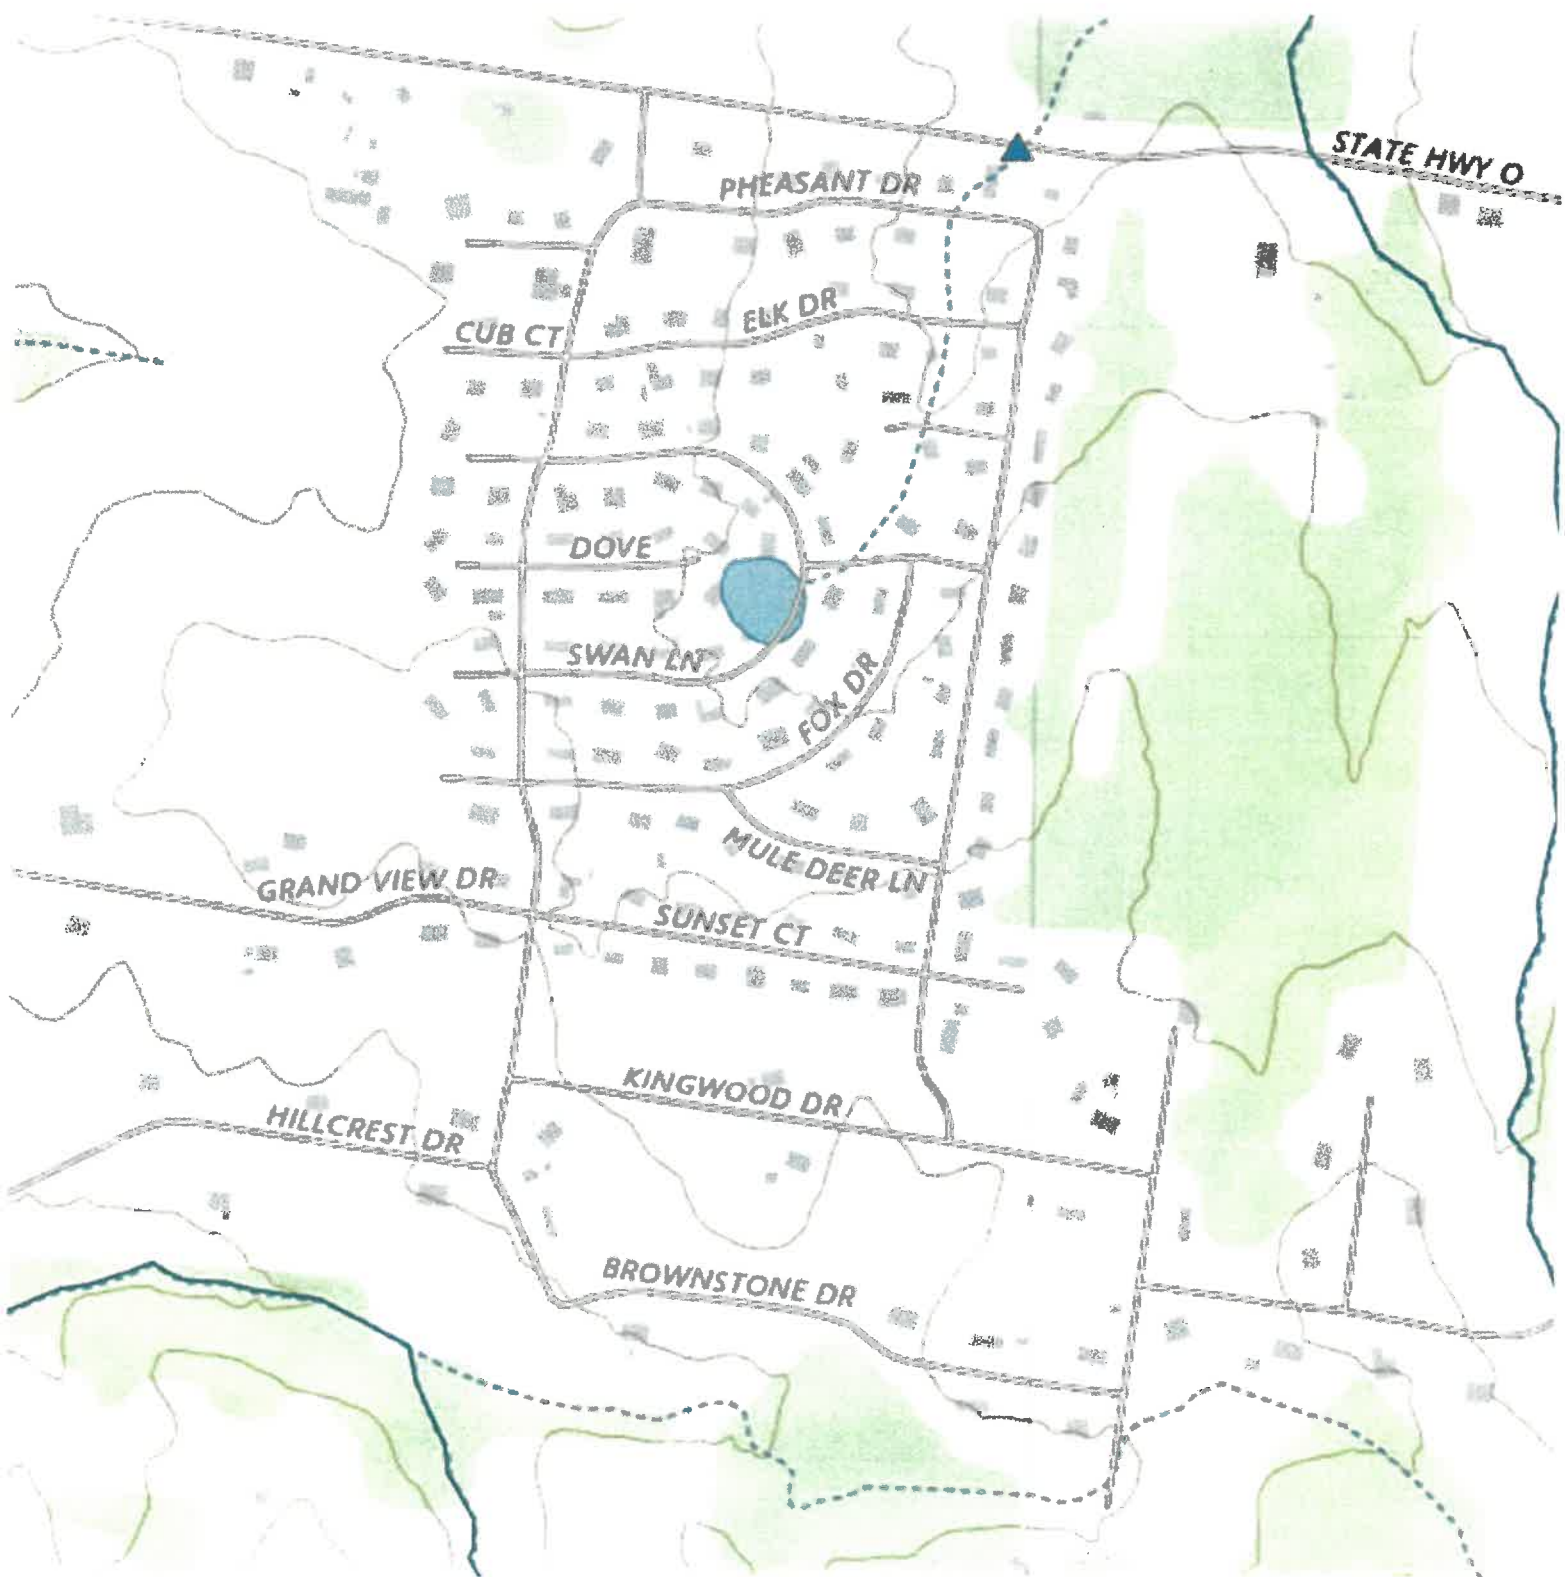 STATE HWY O
PHEASANT DR
ELK DR
CUB CT
DOVE
SWAN LN
FOX DR
MULE DEER LN
GRAND VIEW DR
SUNSET CT
KINGWOOD DR
HILLCREST DR
BROWNSTONE DR